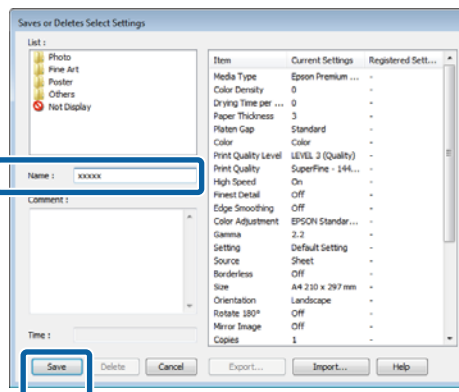 Saves or Deletes Select Settings
List :
Photo
Fine Art
Poster
Others
Not Display
Name : xxxxx
Comment :
Time :
Item Current Settings Registered Sett...
Media Type Epson Premium ... -
Color Density 0 -
Drying Time per ... 0 -
Paper Thickness 3 -
Platen Gap Standard -
Color Color -
Print Quality Level LEVEL 3 (Quality) -
Print Quality SuperFine - 144... -
High Speed On -
Finest Detail Off -
Edge Smoothing Off -
Color Adjustment EPSON Standar... -
Gamma 2.2 -
Setting Default Setting -
Source Sheet -
Borderless Off -
Size A4 210 x 297 mm -
Orientation Landscape -
Rotate 180° Off -
Mirror Image Off -
Copies 1 -
Save Delete Cancel Export... Import... Help